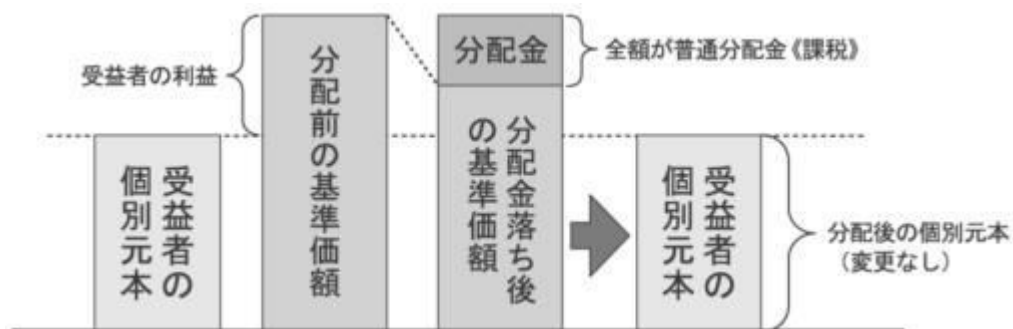 受益者の利益
受益者の
個別元本
分配前の基準価額
分配金
全額が普通分配金《課税》
分配金落ち後
の基準価額
受益者の
個別元本
分配後の個別元本
（変更なし）